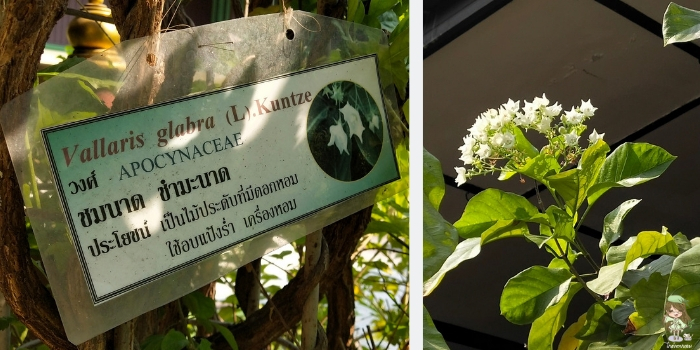 Vallaris glabra (L).Kuntze
วงศ์ APOCYNACEAE
ชมนาด ชำมะนาด
ประโยชน์ เป็นไม้ประดับที่มีดอกหอม
ใช้อบแป้งร่ำ เครื่องหอม